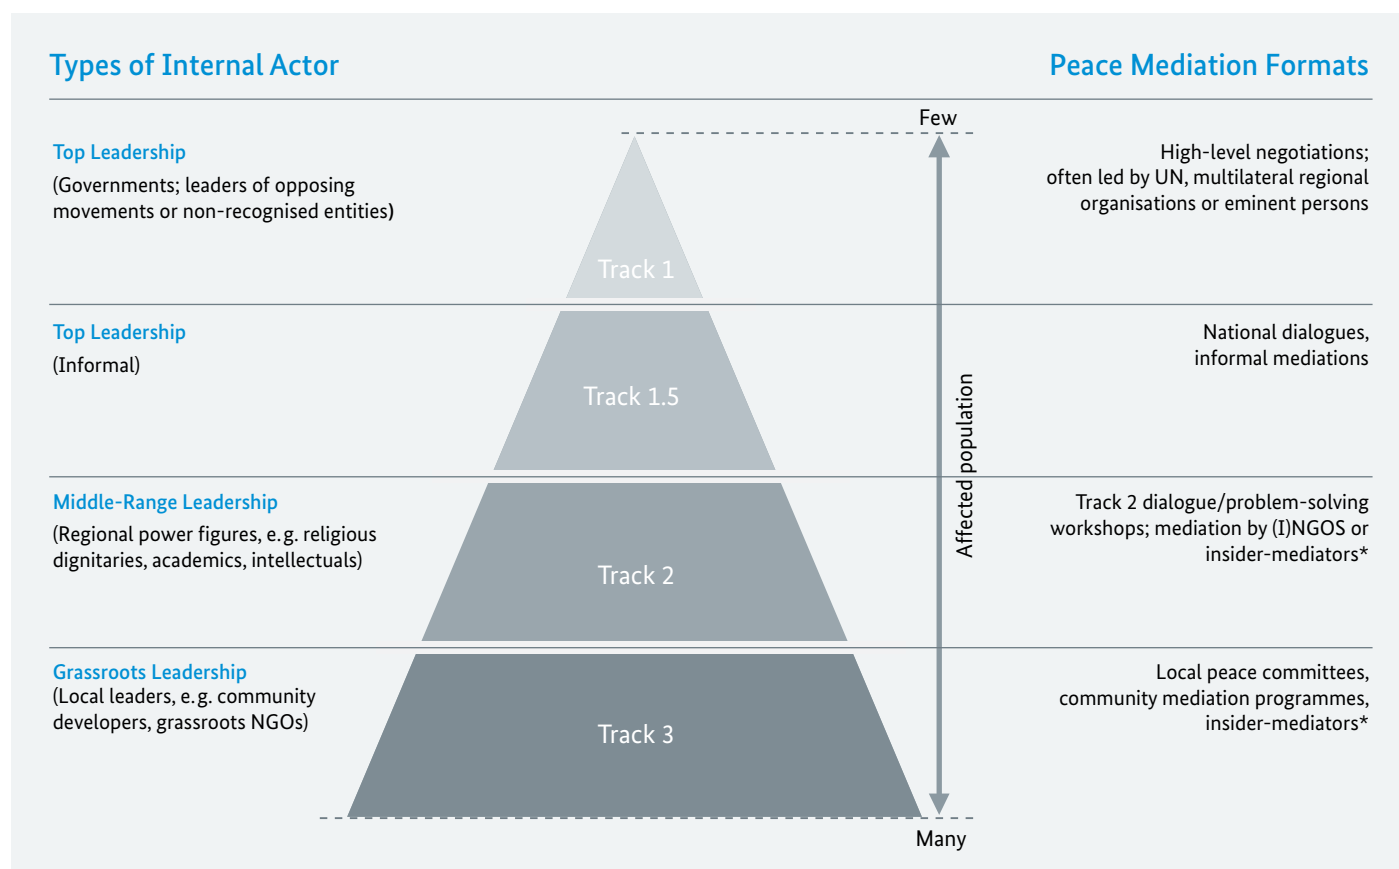 Types of Internal Actor
Peace Mediation Formats
Few
Top Leadership
(Governments; leaders of opposing
movements or non-recognised entities)
Track 1
High-level negotiations;
often led by UN, multilateral regional
organisations or eminent persons
Top Leadership
(Informal)
Track 1.5
National dialogues,
informal mediations
Affected population
Middle-Range Leadership
(Regional power figures, e. g. religious
dignitaries, academics, intellectuals)
Track 2
Track 2 dialogue/problem-solving
workshops; mediation by (I)NGOS or
insider-mediators*
Grassroots Leadership
(Local leaders, e. g. community
developers, grassroots NGOs)
Track 3
Local peace committees,
community mediation programmes,
insider-mediators*
Many